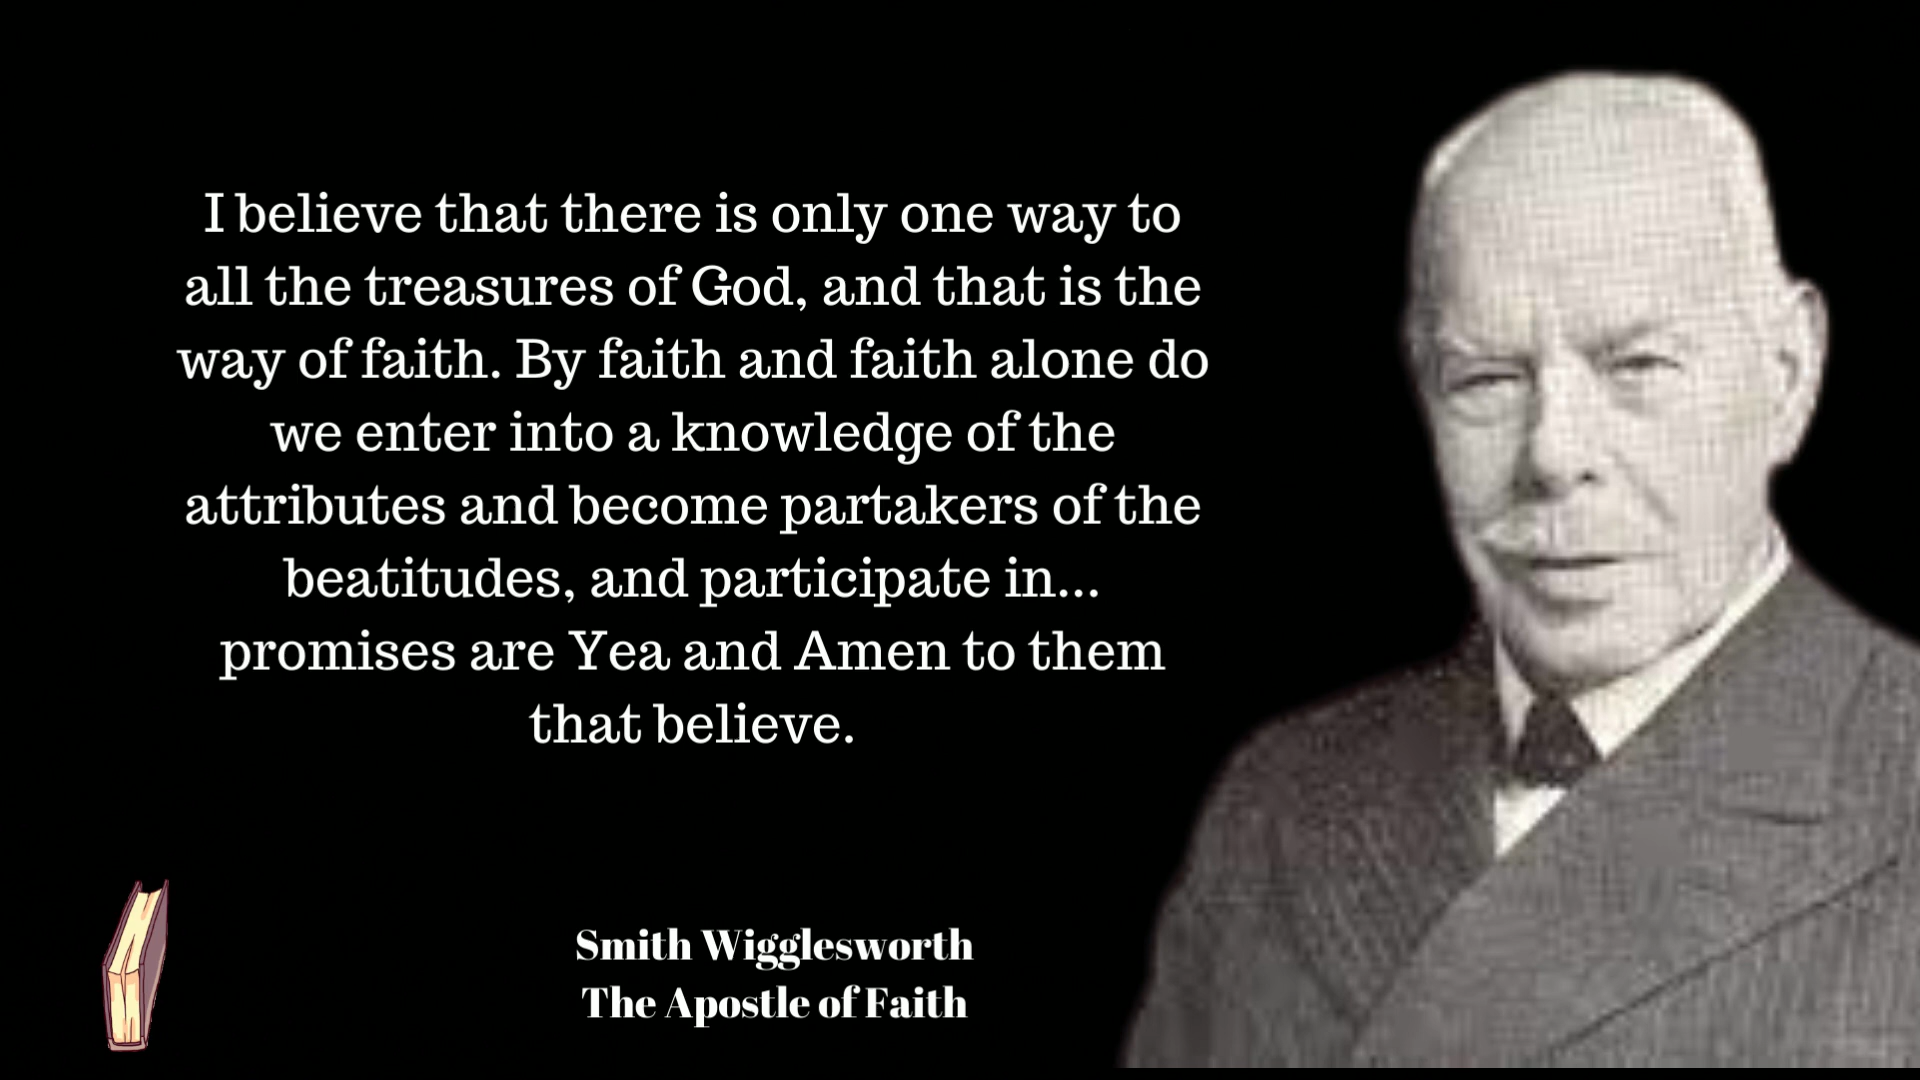 I believe that there is only one way to
all the treasures of God, and that is the
way of faith. By faith and faith alone do
we enter into a knowledge of the
attributes and become partakers of the
beatitudes, and participate in...
promises are Yea and Amen to them
that believe.
Smith Wigglesworth
The Apostle of Faith